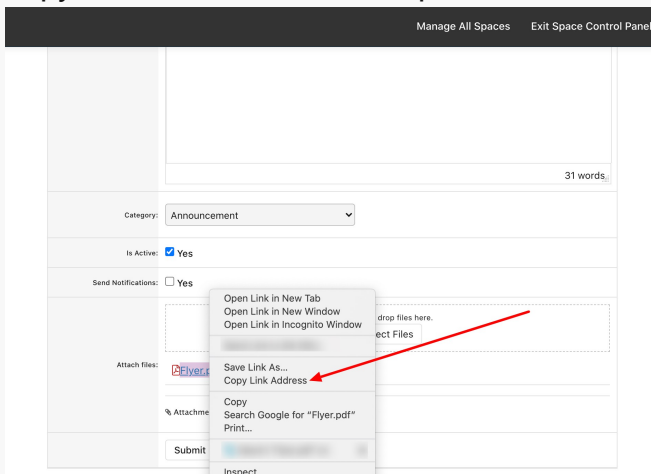 Manage All Spaces Exit Space Control Panel
31 words
Category: Announcement
Is Active: Yes
Send Notifications: Yes
Open Link in New Tab
Open Link in New Window
Open Link in Incognito Window
drop files here.
ect Files
Save Link As...
Attach files: Flyer.p
Copy Link Address
Copy
Attachme
Search Google for “Flyer.pdf”
Print...
Submit
Inspect